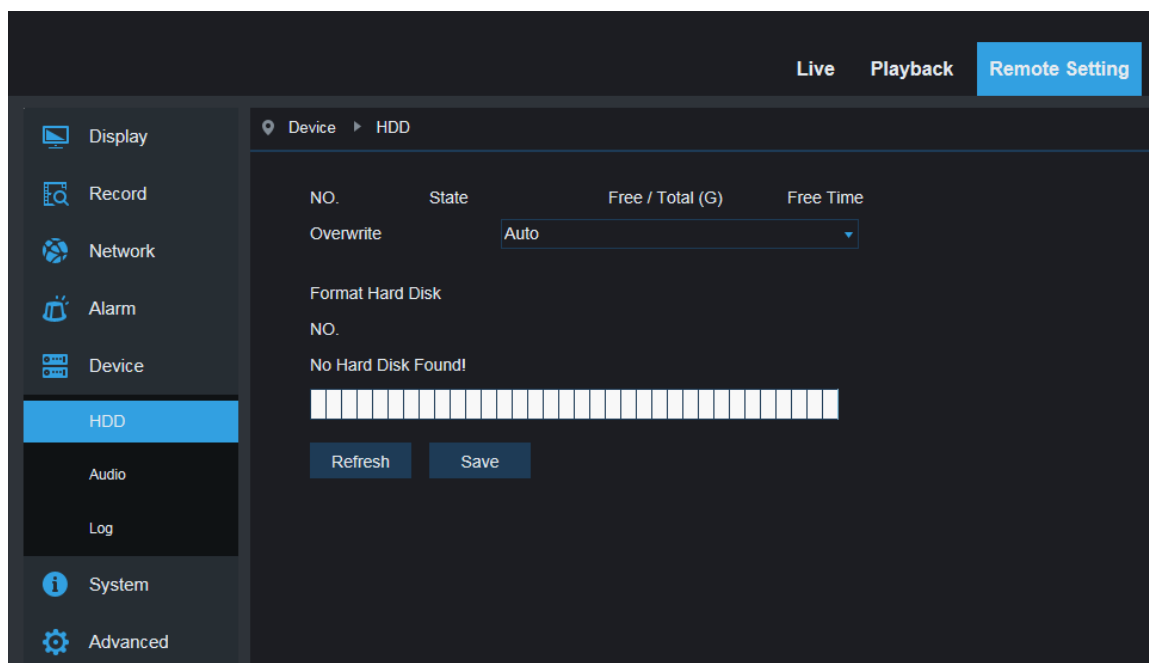 Live Playback Remote Setting
Device HDD
Display
Record
Network
Alarm
Device
HDD
Audio
Log
System
Advanced
NO. State Free / Total (G) Free Time
Overwrite Auto
Format Hard Disk
NO.
No Hard Disk Found!
Refresh Save